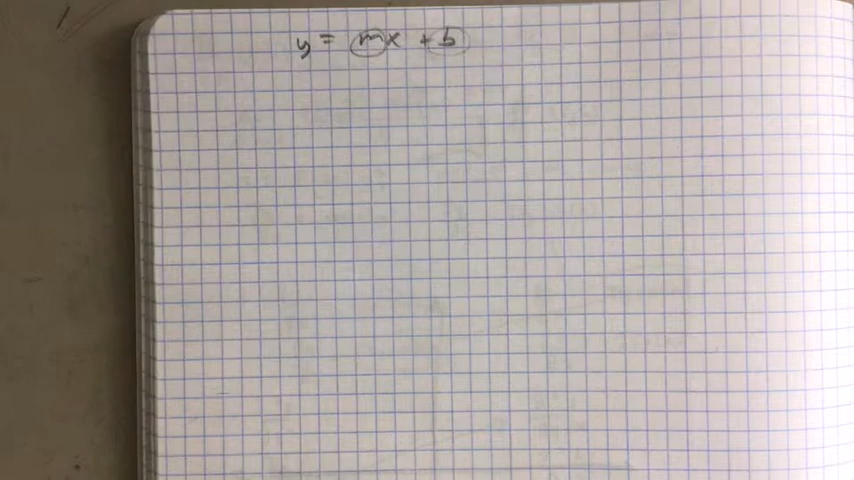 y = mx + b